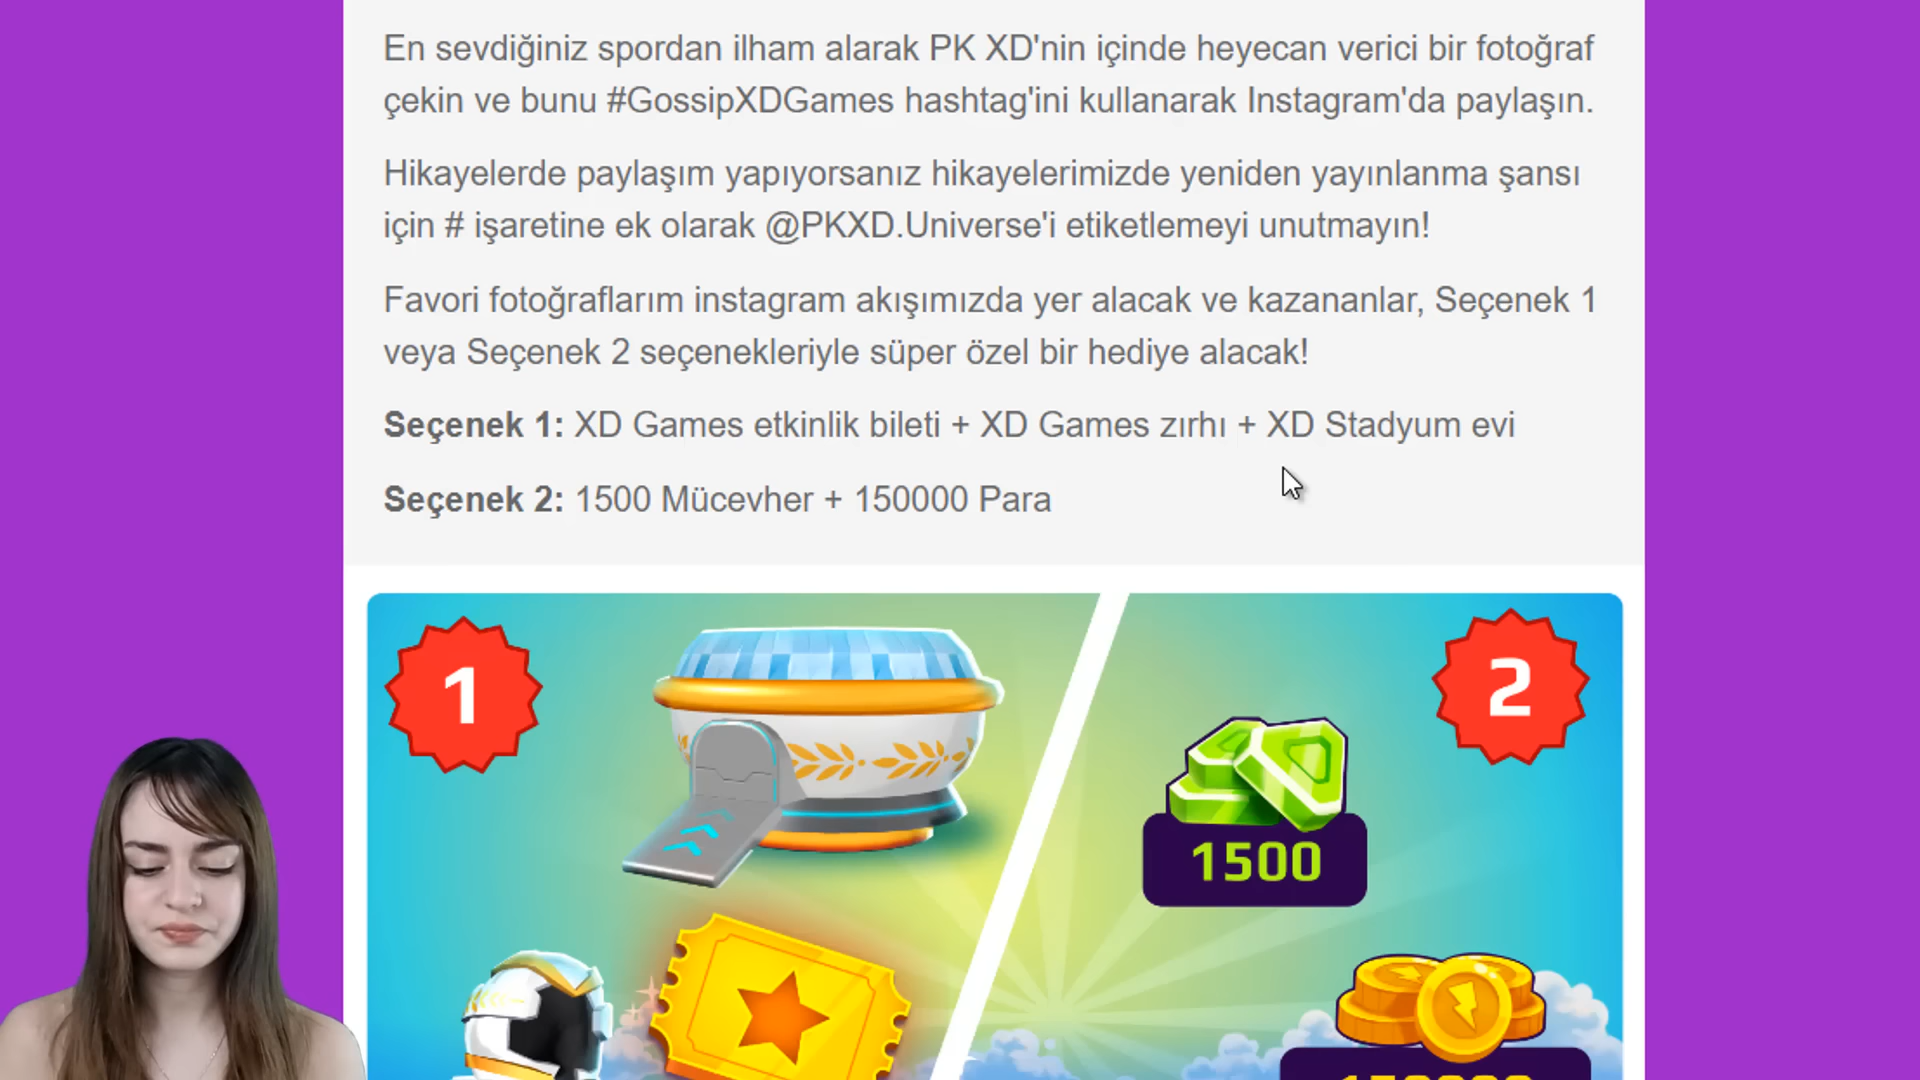 En sevdiğiniz spordan ilham alarak PK XD'nin içinde heyecan verici bir fotoğraf
çekin ve bunu #GossipXDGames hashtag'ini kullanarak Instagram'da paylaşın.
Hikayelerde paylaşım yapıyorsanız hikayelerimizde yeniden yayınlanma şansı
için # işaretine ek olarak @PKXD.Universe'i etiketlemeyi unutmayın!
Favori fotoğraflarım instagram akışımızda yer alacak ve kazananlar, Seçenek 1
veya Seçenek 2 seçenekleriyle süper özel bir hediye alacak!
Seçenek 1: XD Games etkinlik bileti + XD Games zırhı + XD Stadyum evi
Seçenek 2: 1500 Mücevher + 150000 Para
1
2
1500